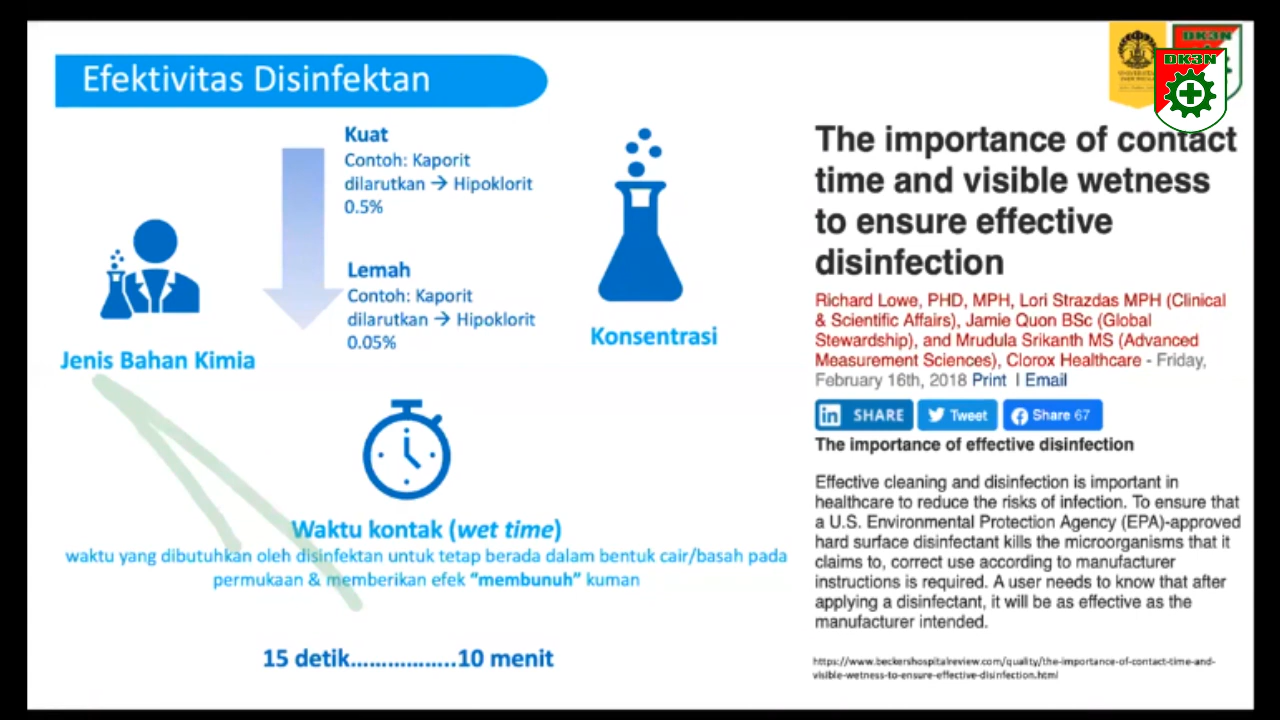 Efektivitas Disinfektan
DK3N
DK3N
Kuat
Contoh: Kaporit
dilarutkan → Hipoklorit
0.5%
Lemah
Contoh: Kaporit
dilarutkan → Hipoklorit
0.05%
Jenis Bahan Kimia
Konsentrasi
Waktu kontak (wet time)
waktu yang dibutuhkan oleh disinfektan untuk tetap berada dalam bentuk cair/basah pada
permukaan & memberikan efek “membunuh” kuman
15 detik..................10 menit
The importance of contact
time and visible wetness
to ensure effective
disinfection
Richard Lowe, PHD, MPH, Lori Strazdas MPH (Clinical
& Scientific Affairs), Jamie Quon BSc (Global
Stewardship), and Mrudula Srikanth MS (Advanced
Measurement Sciences), Clorox Healthcare - Friday,
February 16th, 2018 Print | Email
in SHARE Tweet Share 67
The importance of effective disinfection
Effective cleaning and disinfection is important in
healthcare to reduce the risks of infection. To ensure that
a U.S. Environmental Protection Agency (EPA)-approved
hard surface disinfectant kills the microorganisms that it
claims to, correct use according to manufacturer
instructions is required. A user needs to know that after
applying a disinfectant, it will be as effective as the
manufacturer intended.
https://www.beckershospitalreview.com/quality/the-importance-of-contact-time-and-
visible-wetness-to-ensure-effective-disinfection.html